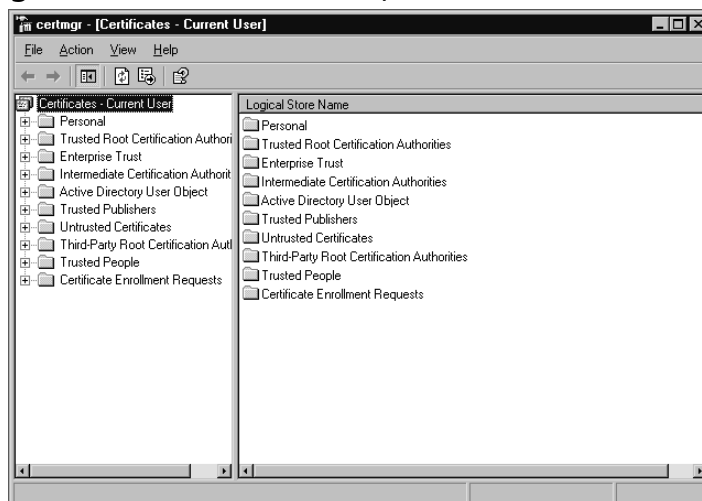 certmgr - [Certificates - Current User]
File Action View Help
Certificates - Current User
Personal
Trusted Root Certification Authori
Enterprise Trust
Intermediate Certification Authorit
Active Directory User Object
Trusted Publishers
Untrusted Certificates
Third-Party Root Certification Autl
Trusted People
Certificate Enrollment Requests
Logical Store Name
Personal
Trusted Root Certification Authorities
Enterprise Trust
Intermediate Certification Authorities
Active Directory User Object
Trusted Publishers
Untrusted Certificates
Third-Party Root Certification Authorities
Trusted People
Certificate Enrollment Requests